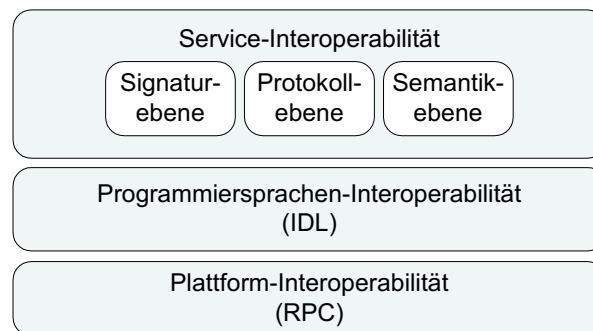 Service-Interoperabilität
Signatur-
ebene
Protokoll-
ebene
Semantik-
ebene
Programmiersprachen-Interoperabilität
(IDL)
Plattform-Interoperabilität
(RPC)